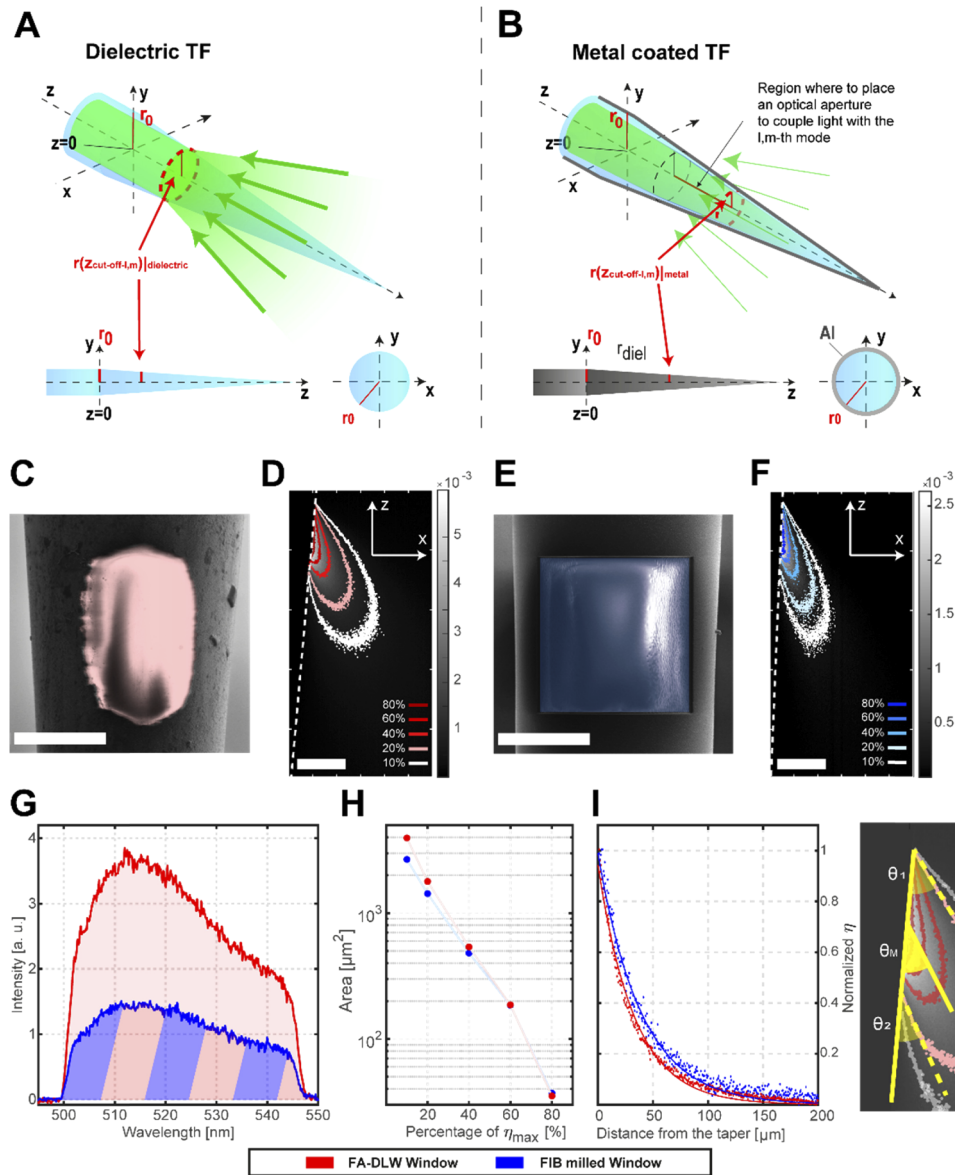 A
Dielectric TF
z
y
r0
z=0
x
r(zcut-off-l,m)|dielectric
y
r0
z
z=0
y
x
r0
B
Metal coated TF
Region where to place
an optical aperture
to couple light with the
l,m-th mode
z
y
r0
z=0
x
r
r(zcut-off-l,m)|metal
y
r0
rdiel
z
z=0
Al
y
x
r0
C
D
z
x
80%
60%
40%
20%
10%
×10⁻³
5
4
3
2
1
E
F
z
x
80%
60%
40%
20%
10%
×10⁻³
2.5
2
1.5
1
0.5
G
Intensity [a. u.]
4
3
2
1
0
500
510
520
530
540
550
Wavelength [nm]
H
Area [µm²]
10³
10²
20
40
60
80
Percentage of ηmax [%]
I
1
0.8
0.6
0.4
0.2
Normalized η
0
50
100
150
200
Distance from the taper [µm]
θ1
θM
θ2
FA-DLW Window
FIB milled Window